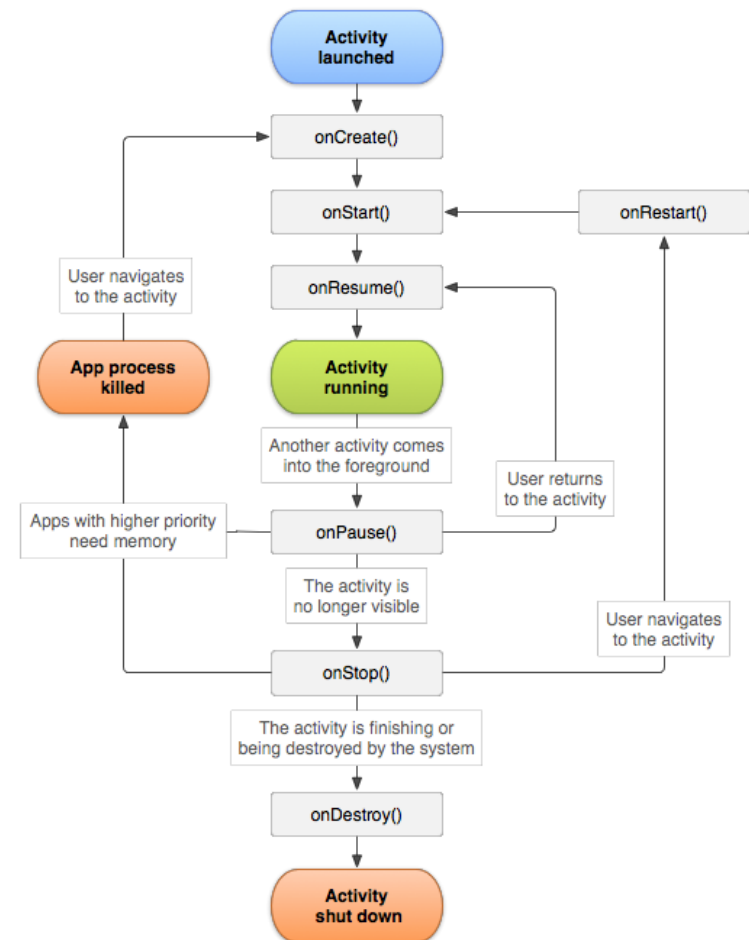 Activity
launched
onCreate()
onStart()
onRestart()
User navigates
to the activity
onResume()
App process
killed
Activity
running
Another activity comes
into the foreground
User returns
to the activity
Apps with higher priority
need memory
onPause()
The activity is
no longer visible
User navigates
to the activity
onStop()
The activity is finishing or
being destroyed by the system
onDestroy()
Activity
shut down